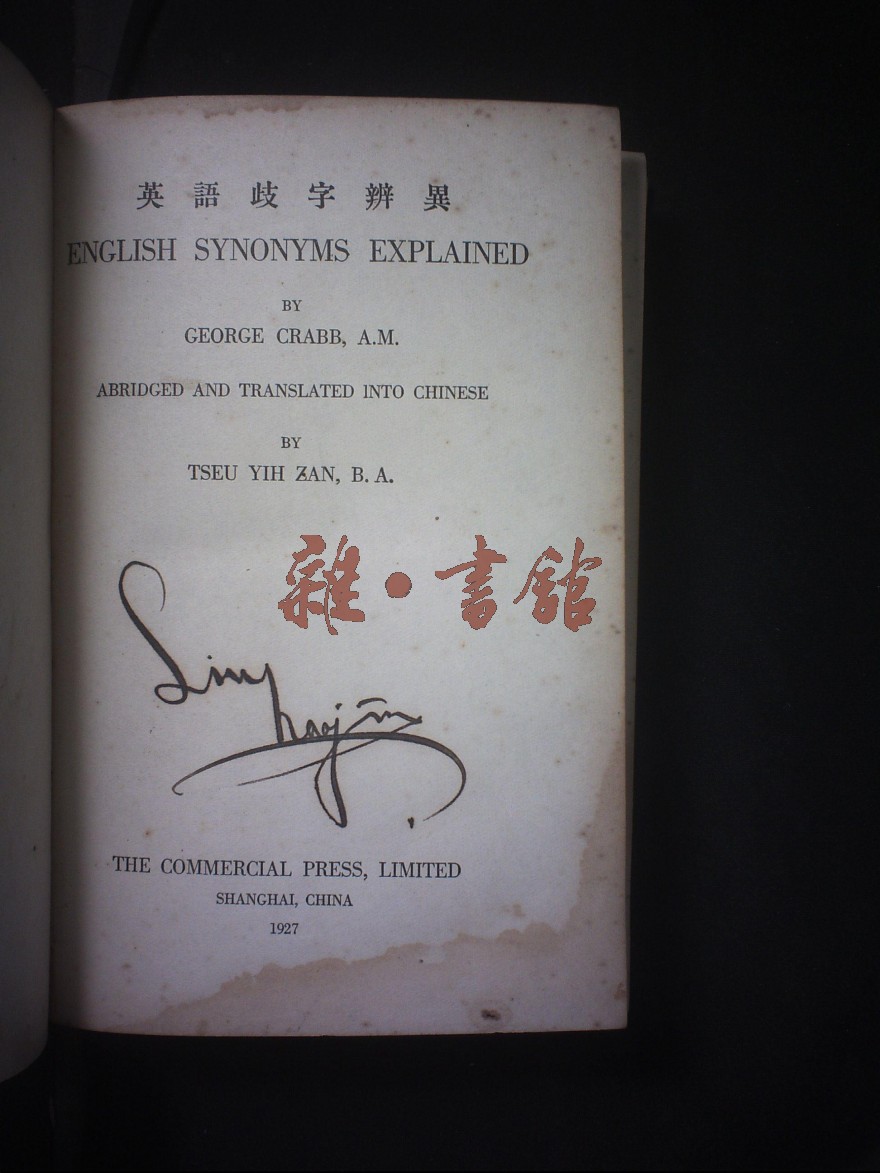 英語歧字辨異
ENGLISH SYNONYMS EXPLAINED
BY
GEORGE CRABB, A.M.
ABRIDGED AND TRANSLATED INTO CHINESE
BY
TSEU YIH ZAN, B. A.
雜·書館
THE COMMERCIAL PRESS, LIMITED
SHANGHAI, CHINA
1927